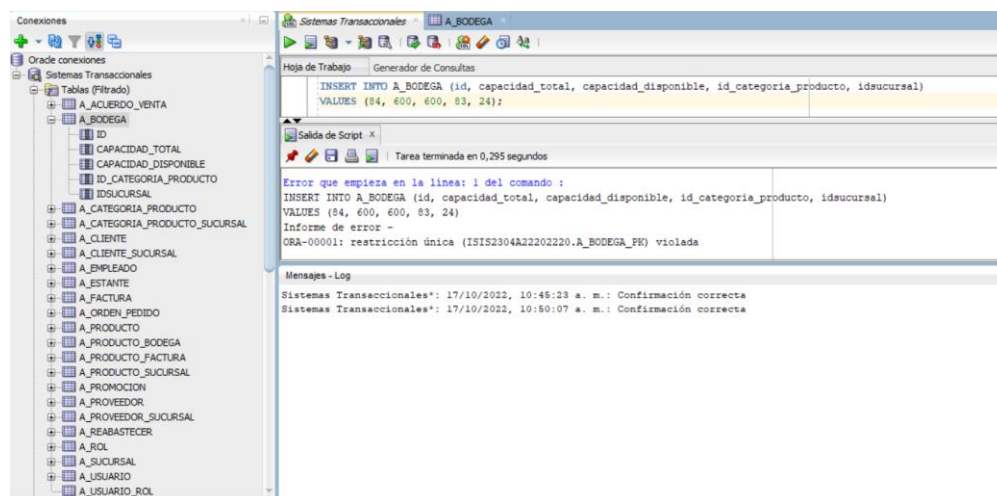 Conexiones
Oracle conexiones
Sistemas Transaccionales
Tablas (Filtrado)
A_ACUERDO_VENTA
A_BODEGA
ID
CAPACIDAD_TOTAL
CAPACIDAD_DISPONIBLE
ID_CATEGORIA_PRODUCTO
IDSUCURSAL
A_CATEGORIA_PRODUCTO
A_CATEGORIA_PRODUCTO_SUCURSAL
A_CLIENTE
A_CLIENTE_SUCURSAL
A_EMPLEADO
A_ESTANTE
A_FACTURA
A_ORDEN_PEDIDO
A_PRODUCTO
A_PRODUCTO_BODEGA
A_PRODUCTO_FACTURA
A_PRODUCTO_SUCURSAL
A_PROMOCION
A_PROVEEDOR
A_PROVEEDOR_SUCURSAL
A_REABASTECER
A_ROL
A_SUCURSAL
A_USUARIO
A_USUARIO_ROL
Sistemas Transaccionales A_BODEGA
Hoja de Trabajo Generador de Consultas
INSERT INTO A_BODEGA (id, capacidad_total, capacidad_disponible, id_categoria_producto, idsucursal)
VALUES (84, 600, 600, 83, 24);
Salida de Script
Tarea terminada en 0,295 segundos
Error que empieza en la línea: 1 del comando :
INSERT INTO A_BODEGA (id, capacidad_total, capacidad_disponible, id_categoria_producto, idsucursal)
VALUES (84, 600, 600, 83, 24)
Informe de error -
ORA-00001: restricción única (ISIS2304A22202220.A_BODEGA_PK) violada
Mensajes - Log
Sistemas Transaccionales*: 17/10/2022, 10:45:23 a. m.: Confirmación correcta
Sistemas Transaccionales*: 17/10/2022, 10:50:07 a. m.: Confirmación correcta